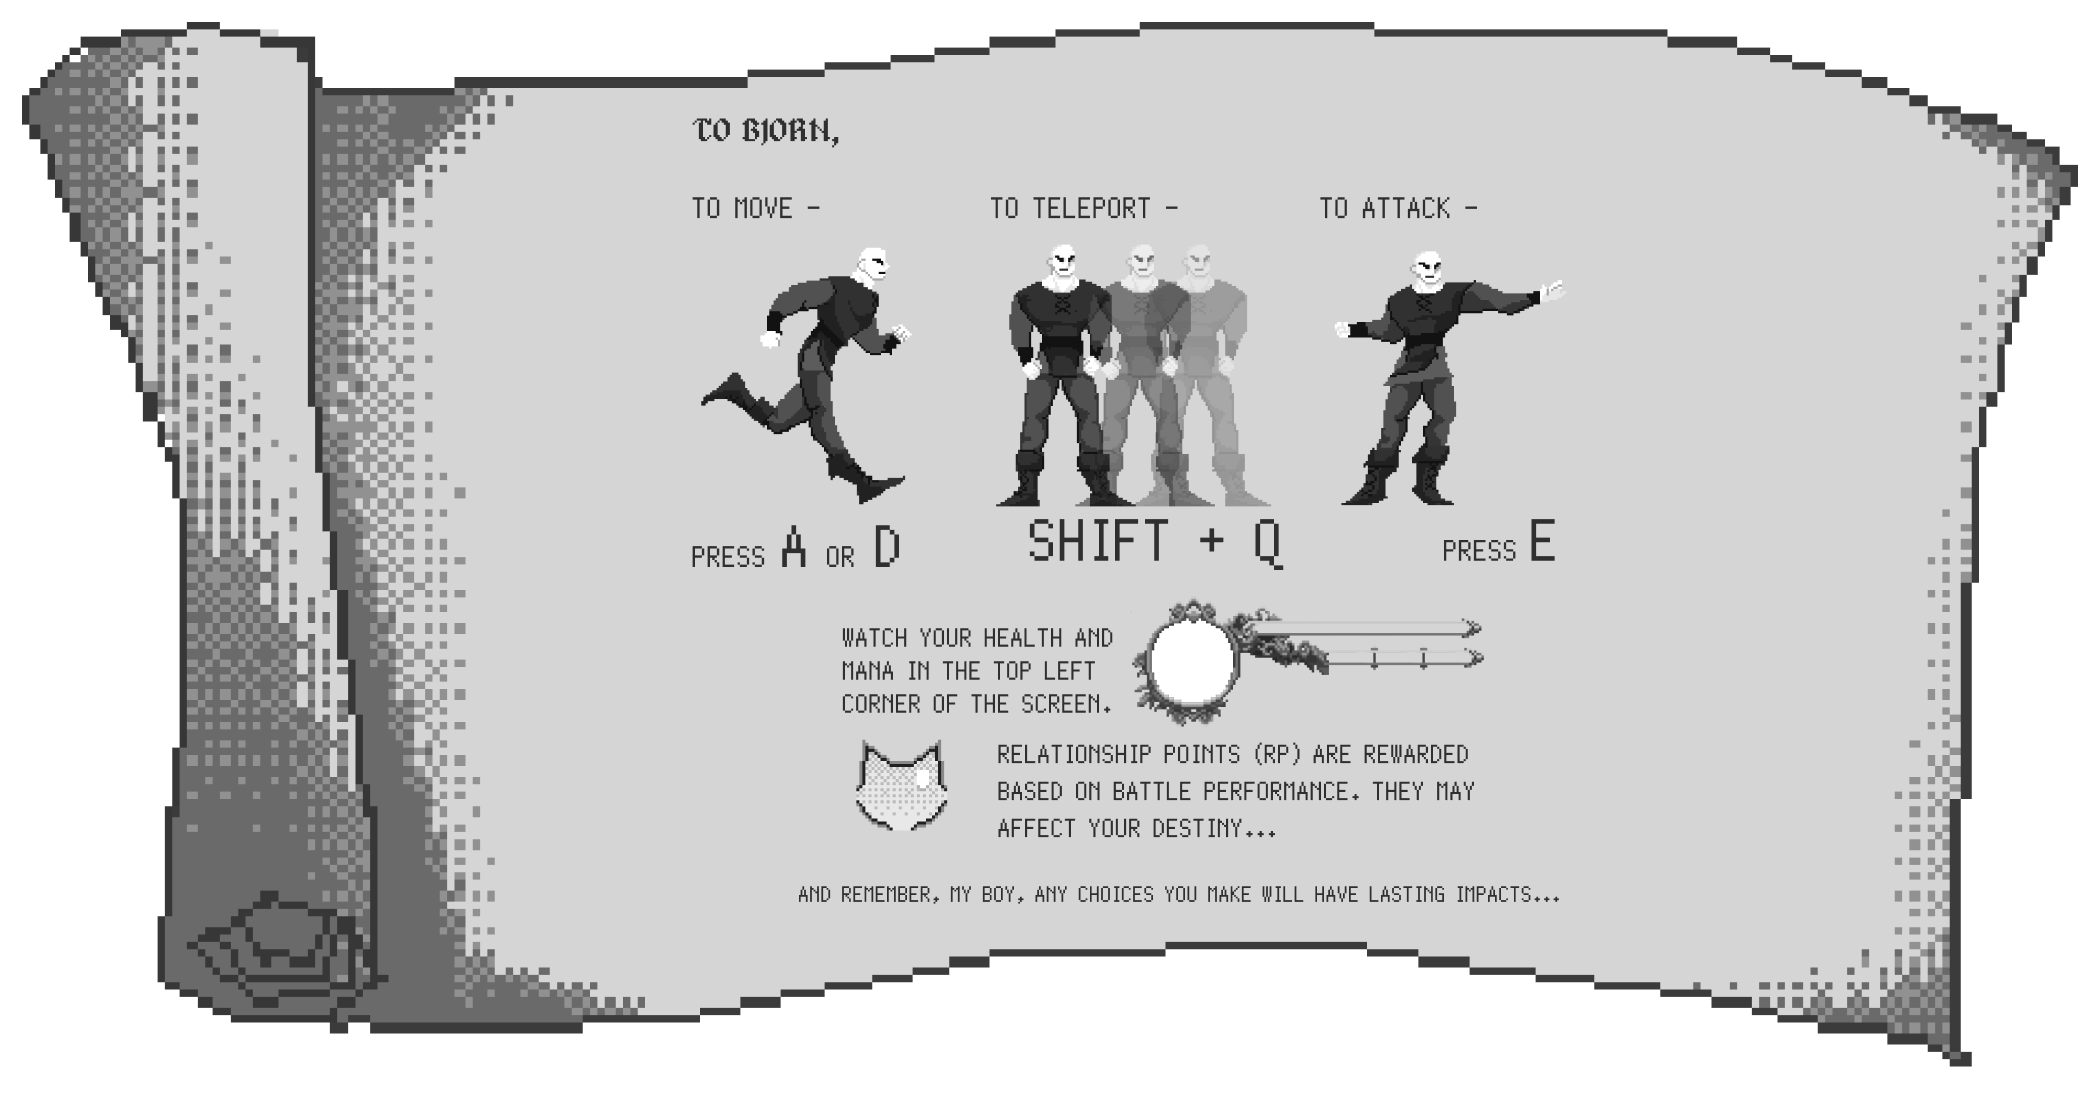 TO BJORN,
TO MOVE -
TO TELEPORT -
TO ATTACK -
PRESS A OR D
SHIFT + Q
PRESS E
WATCH YOUR HEALTH AND
MANA IN THE TOP LEFT
CORNER OF THE SCREEN.
RELATIONSHIP POINTS (RP) ARE REWARDED
BASED ON BATTLE PERFORMANCE. THEY MAY
AFFECT YOUR DESTINY...
AND REMEMBER, MY BOY, ANY CHOICES YOU MAKE WILL HAVE LASTING IMPACTS...